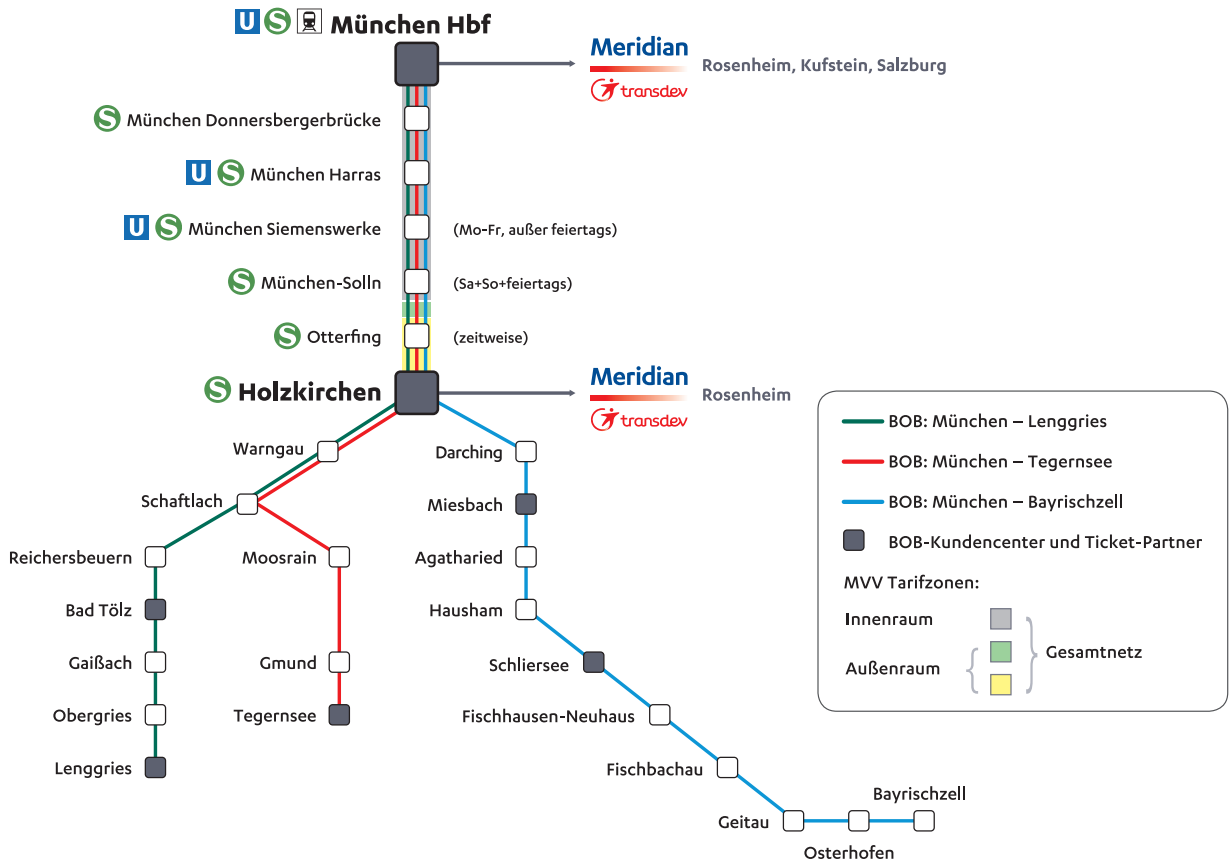 U S München Hbf
Meridian
transdev
Rosenheim, Kufstein, Salzburg
S München Donnersbergerbrücke
U S München Harras
U S München Siemenswerke (Mo-Fr, außer feiertags)
S München-Solln (Sa+So+feiertags)
S Otterfing (zeitweise)
S Holzkirchen
Meridian
transdev
Rosenheim
Warngau
Schaftlach
Reichersbeuern
Bad Tölz
Gaißach
Obergries
Lenggries
Moosrain
Gmund
Tegernsee
Darching
Miesbach
Agatharied
Hausham
Schliersee
Fischhausen-Neuhaus
Fischbachau
Geitau
Osterhofen
Bayrischzell
BOB: München – Lenggries
BOB: München – Tegernsee
BOB: München – Bayrischzell
BOB-Kundencenter und Ticket-Partner
MVV Tarifzonen:
Innenraum
Außenraum
Gesamtnetz